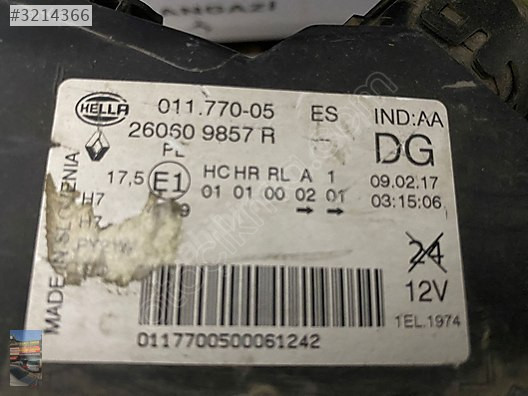 #3214366
HELLA
011.770-05 ES IND:AA
26060 9857 R DG
PL
17,5 E1 HC HR RL A 1
01 01 00 02 01
→ →
09.02.17
03:15:06
H7
H7
MADE IN SLOVENIA
24
12V
1EL.1974
0117700500061242